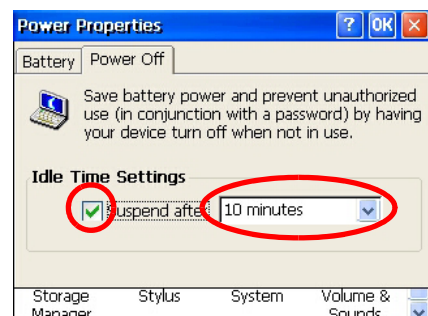 Power Properties ? OK ×
Battery Power Off
Save battery power and prevent unauthorized
use (in conjunction with a password) by having
your device turn off when not in use.
Idle Time Settings
Suspend after 10 minutes
Storage Stylus System Volume &
Manager Sounds